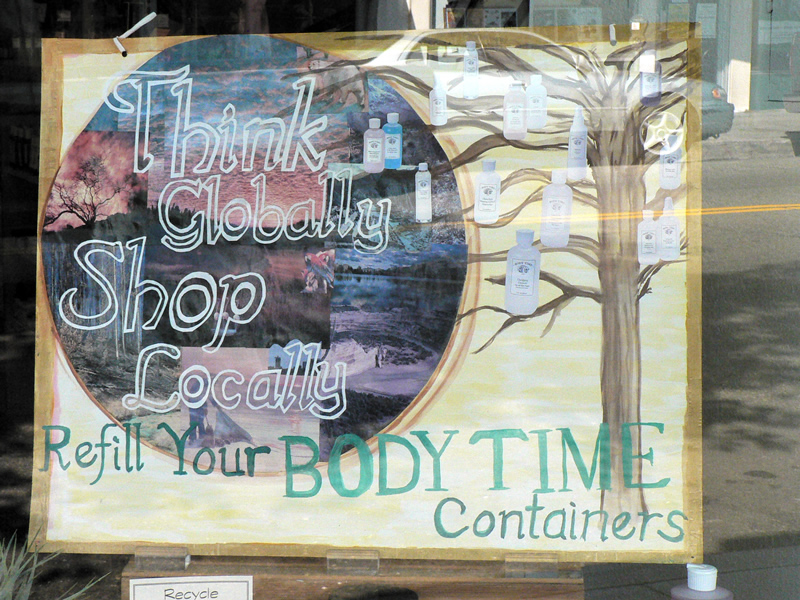 Think
Globally
Shop
Locally
Refill Your BODY TIME
Containers
Recycle